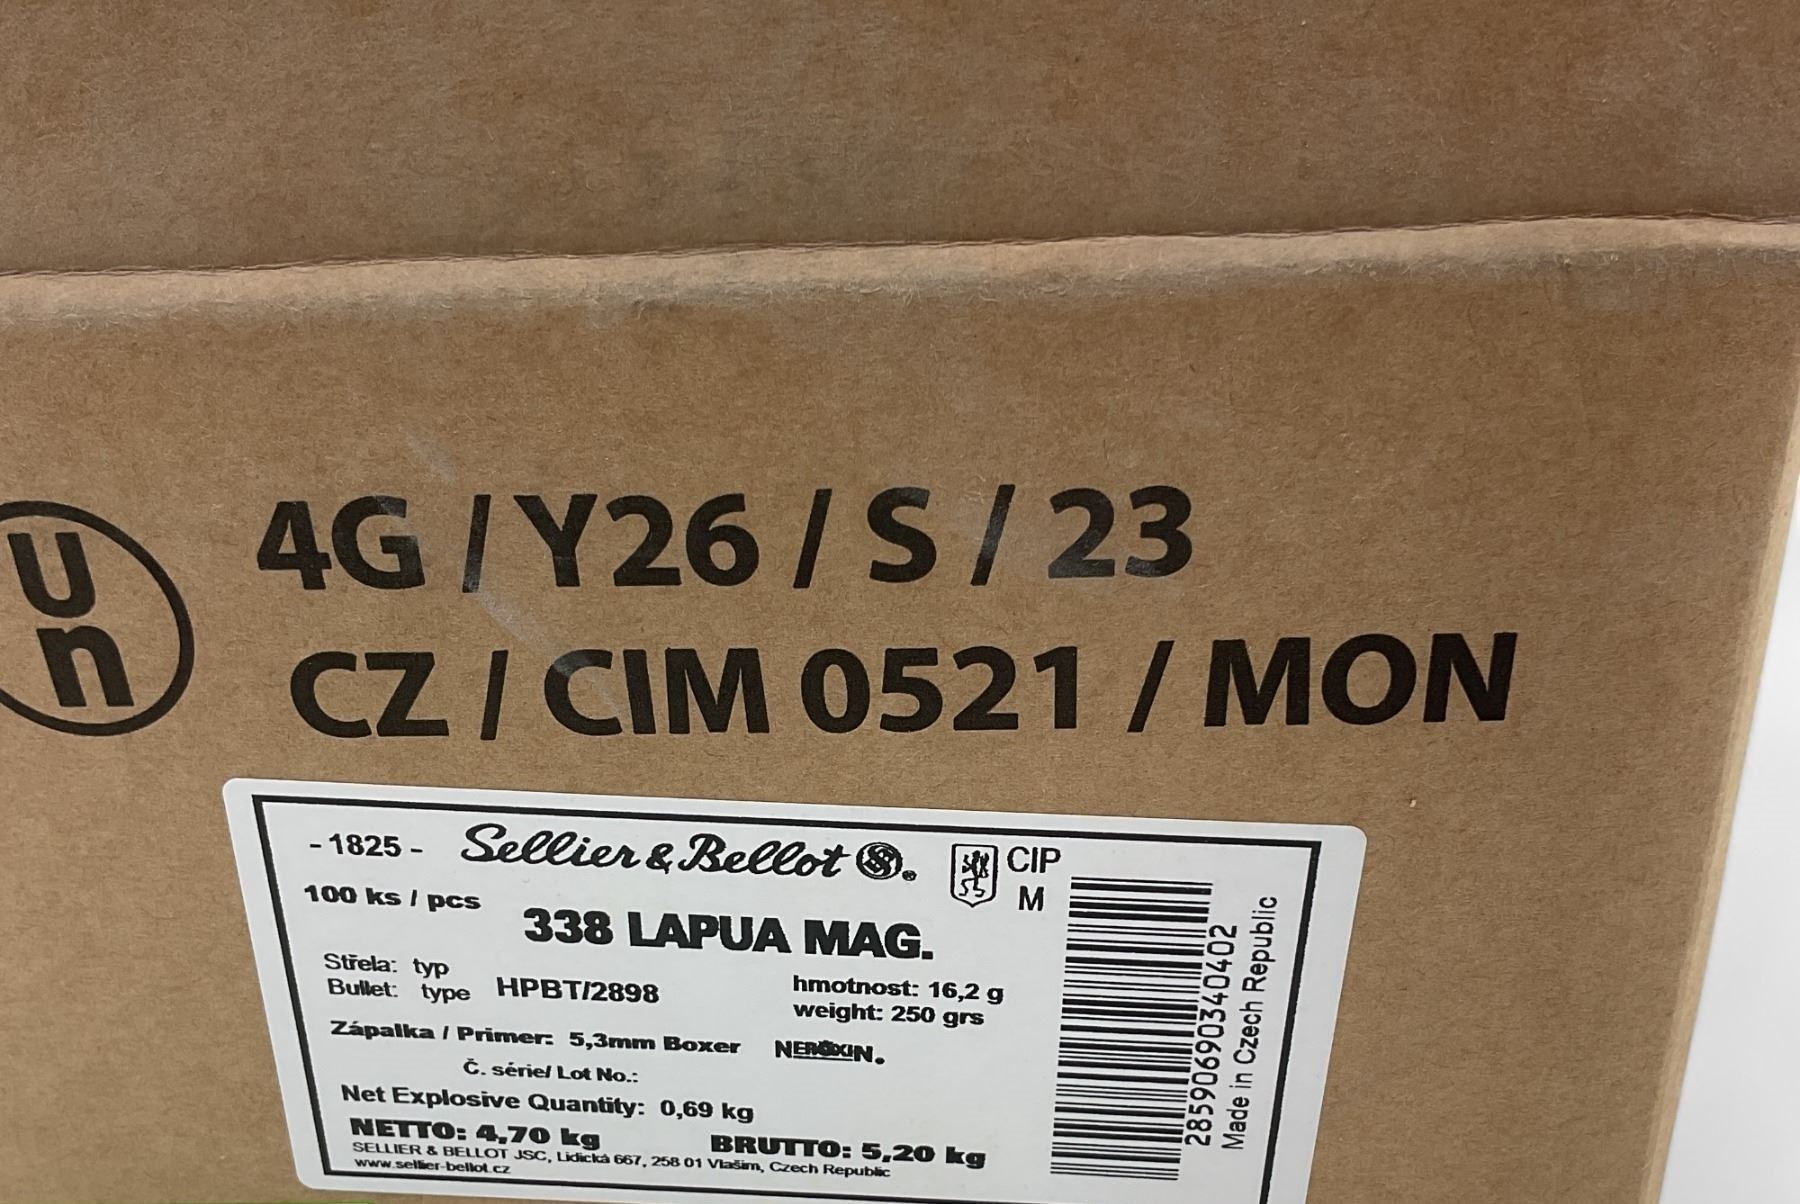 un
4G / Y26 / S / 23
CZ / CIM 0521 / MON
- 1825 - Sellier & Bellot S&B ® CIP
M
100 ks / pcs
338 LAPUA MAG.
Střela: typ
Bullet: type HPBT/2898
hmotnost: 16,2 g
weight: 250 grs
Zápalka / Primer: 5,3mm Boxer NEROXIN.
Č. série/ Lot No.:
Net Explosive Quantity: 0,69 kg
NETTO: 4,70 kg BRUTTO: 5,20 kg
SELLIER & BELLOT JSC, Lidická 667, 258 01 Vlašim, Czech Republic
www.sellier-bellot.cz
2859069034040​2
Made in Czech Republic